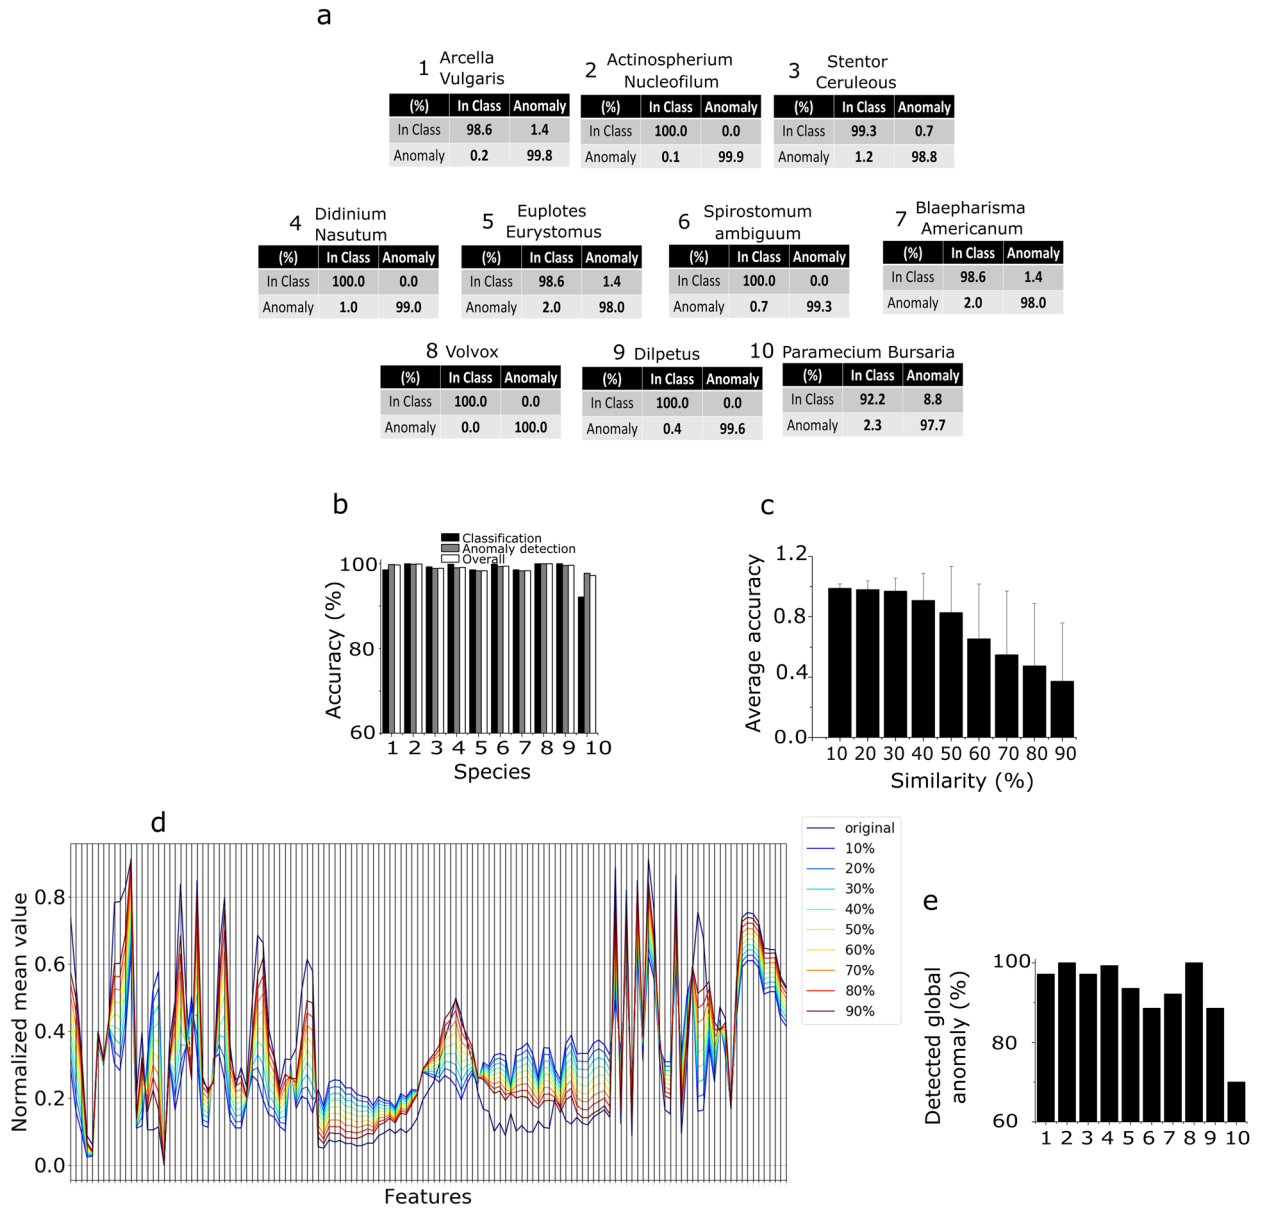 a
1 Arcella
Vulgaris
(%) In Class Anomaly
In Class 98.6 1.4
Anomaly 0.2 99.8
2 Actinospherium
Nucleofilum
(%) In Class Anomaly
In Class 100.0 0.0
Anomaly 0.1 99.9
3 Stentor
Ceruleous
(%) In Class Anomaly
In Class 99.3 0.7
Anomaly 1.2 98.8
4 Didinium
Nasutum
(%) In Class Anomaly
In Class 100.0 0.0
Anomaly 1.0 99.0
5 Euplotes
Eurystomus
(%) In Class Anomaly
In Class 98.6 1.4
Anomaly 2.0 98.0
6 Spirostomum
ambiguum
(%) In Class Anomaly
In Class 100.0 0.0
Anomaly 0.7 99.3
7 Blaepharisma
Americanum
(%) In Class Anomaly
In Class 98.6 1.4
Anomaly 2.0 98.0
8 Volvox
(%) In Class Anomaly
In Class 100.0 0.0
Anomaly 0.0 100.0
9 Dilpetus
(%) In Class Anomaly
In Class 100.0 0.0
Anomaly 0.4 99.6
10 Paramecium Bursaria
(%) In Class Anomaly
In Class 92.2 8.8
Anomaly 2.3 97.7
b
Classification
Anomaly detection
Overall
Accuracy (%)
100
80
60
1 2 3 4 5 6 7 8 9 10
Species
c
Average accuracy
1.2
0.8
0.4
0.0
10 20 30 40 50 60 70 80 90
Similarity (%)
d
Normalized mean value
0.8
0.6
0.4
0.2
0.0
Features
original
10%
20%
30%
40%
50%
60%
70%
80%
90%
e
Detected global
anomaly (%)
100
80
60
1 2 3 4 5 6 7 8 9 10